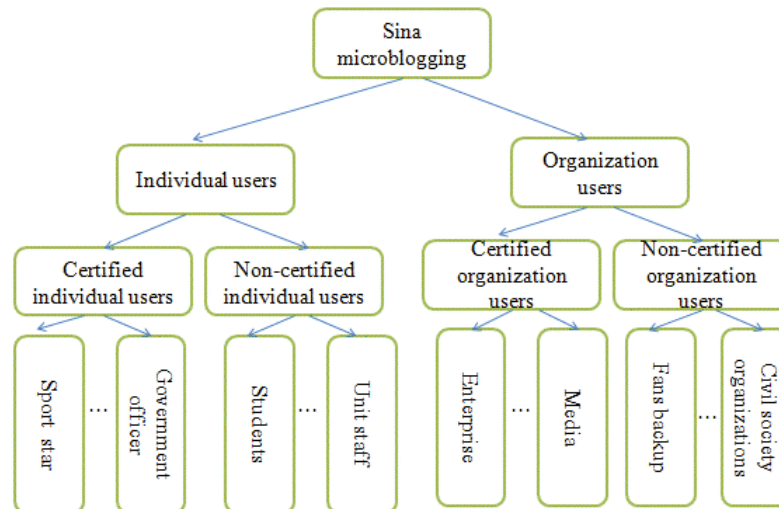 Sina
microblogging
Individual users
Organization
users
Certified
individual users
Non-certified
individual users
Certified
organization
users
Non-certified
organization
users
Sport star
...
Government
officer
Students
...
Unit staff
Enterprise
...
Media
Fans backup
...
Civil society
organizations